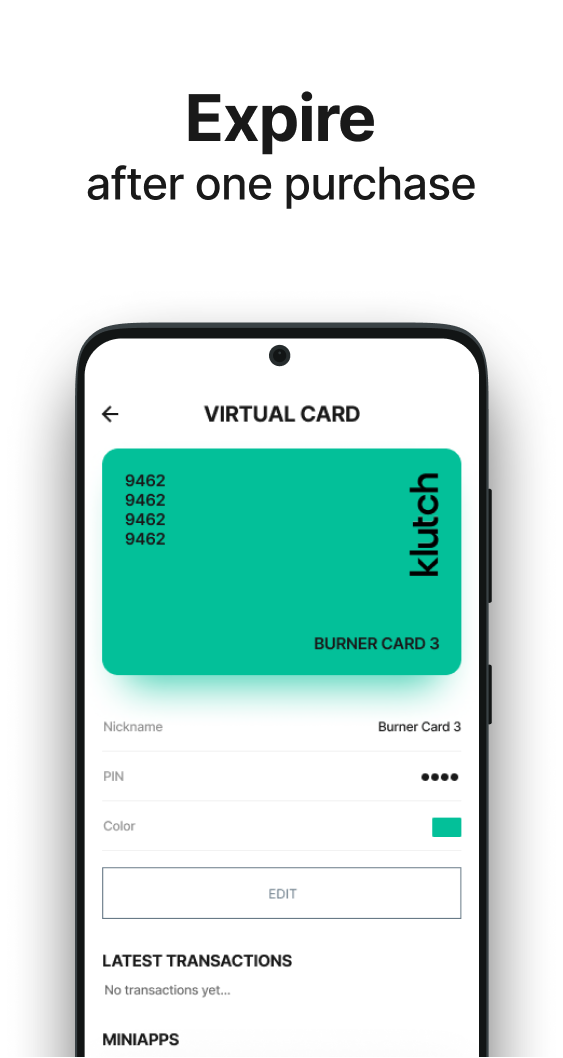 Expire
after one purchase
VIRTUAL CARD
9462
9462
9462
9462
klutch
BURNER CARD 3
Nickname Burner Card 3
PIN ●●●●
Color
EDIT
LATEST TRANSACTIONS
No transactions yet...
MINIAPPS